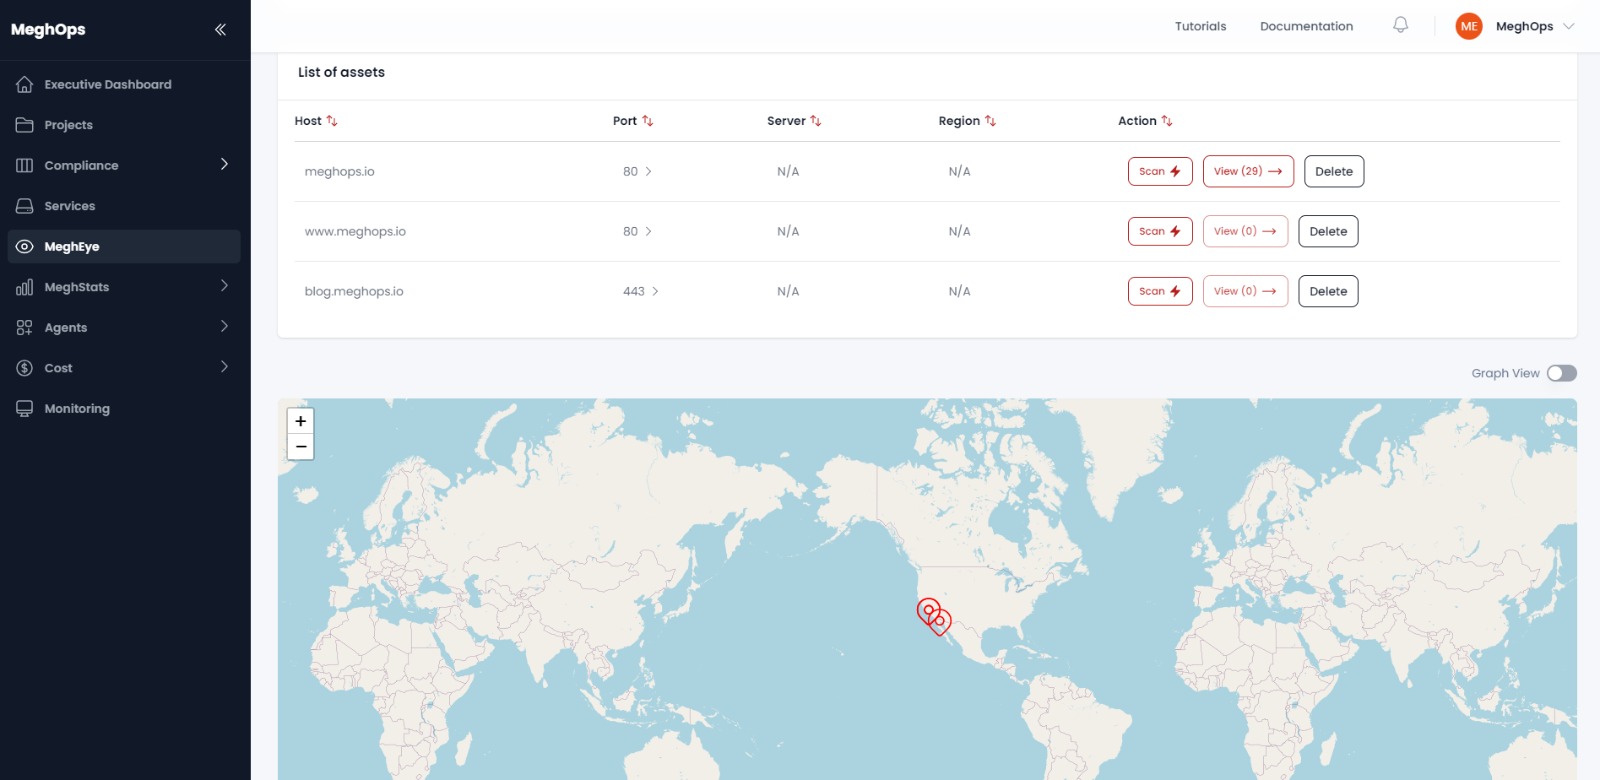 MeghOps
Tutorials Documentation ME MeghOps
Executive Dashboard
Projects
Compliance
Services
MeghEye
MeghStats
Agents
Cost
Monitoring
List of assets
Host Port Server Region Action
meghops.io 80 N/A N/A Scan View (29) Delete
www.meghops.io 80 N/A N/A Scan View (0) Delete
blog.meghops.io 443 N/A N/A Scan View (0) Delete
Graph View
+
−